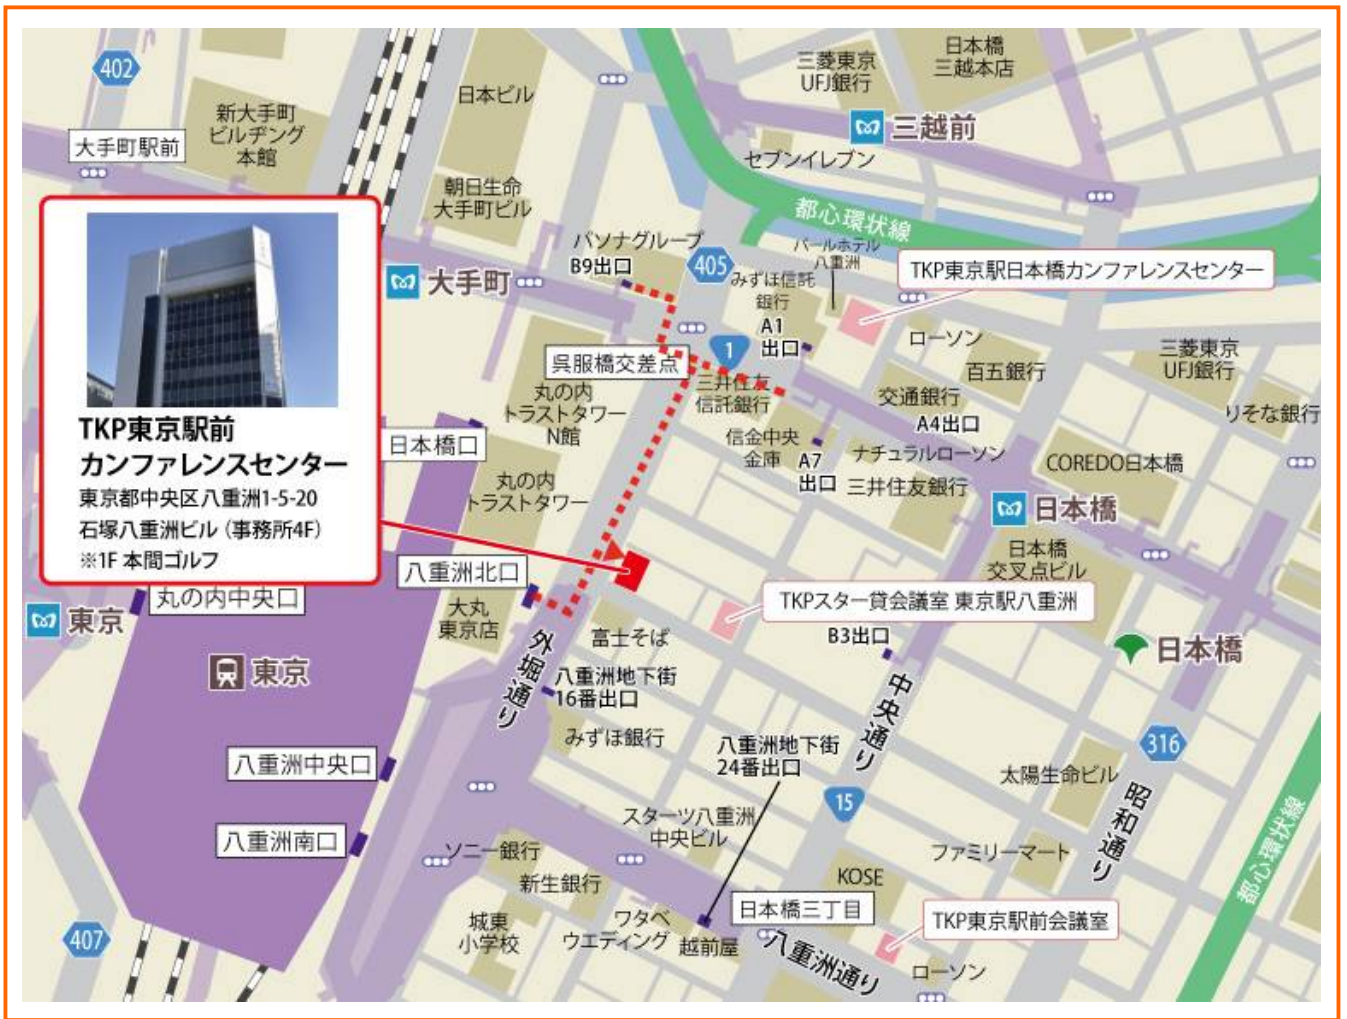 402
新大手町
ビルヂング
本館
大手町駅前
日本ビル
朝日生命
大手町ビル
三菱東京
UFJ銀行
日本橋
三越本店
三越前
セブンイレブン
都心環状線
パソナグループ
B9出口
405
パールホテル
八重洲
みずほ信託
銀行
A1
出口
TKP東京駅日本橋カンファレンスセンター
大手町
呉服橋交差点
1
三井住友
信託銀行
ローソン
百五銀行
三菱東京
UFJ銀行
りそな銀行
交通銀行
A4出口
丸の内
トラストタワー
N館
信金中央
金庫
A7
出口
ナチュラルローソン
三井住友銀行
COREDO日本橋
TKP東京駅前
カンファレンスセンター
東京都中央区八重洲1-5-20
石塚八重洲ビル（事務所4F）
※1F 本間ゴルフ
日本橋口
丸の内
トラストタワー
日本橋
日本橋
交叉点ビル
八重洲北口
丸の内中央口
東京
東京
大丸
東京店
外堀通り
富士そば
TKPスター貸会議室 東京駅八重洲
B3出口
日本橋
八重洲地下街
16番出口
中央通り
みずほ銀行
八重洲地下街
24番出口
316
八重洲中央口
太陽生命ビル
昭和通り
15
八重洲南口
スターツ八重洲
中央ビル
ソニー銀行
新生銀行
ファミリーマート
都心環状線
KOSE
日本橋三丁目
TKP東京駅前会議室
407
城東
小学校
ワタベ
ウエディング
越前屋
八重洲通り
ローソン